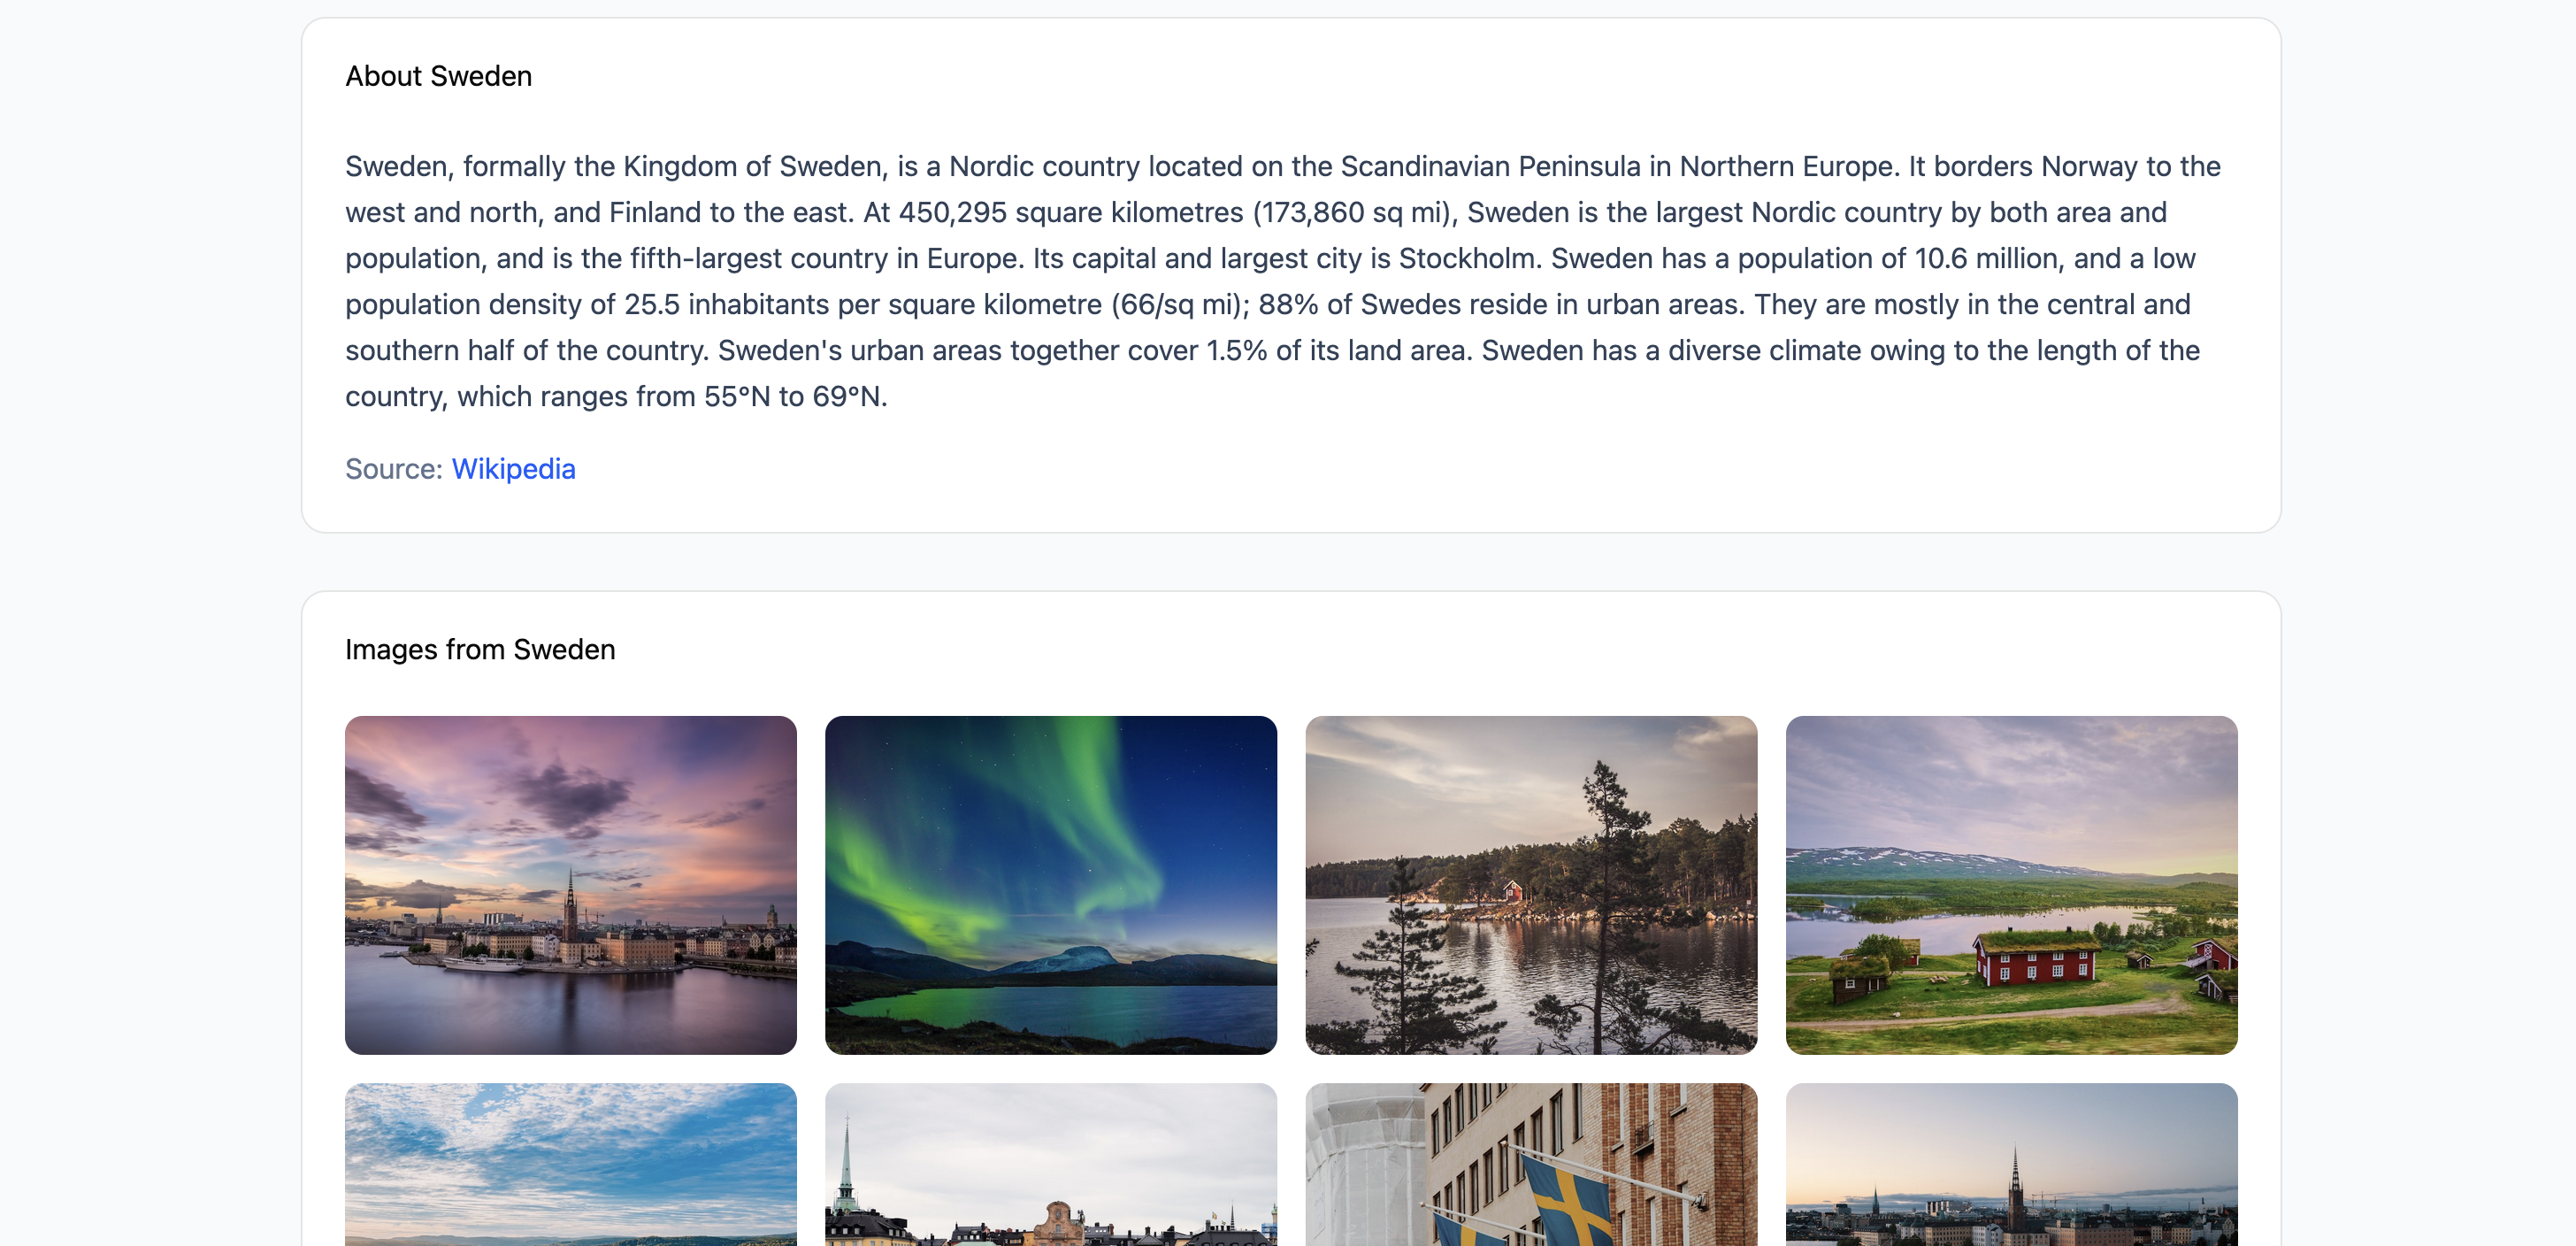 About Sweden
Sweden, formally the Kingdom of Sweden, is a Nordic country located on the Scandinavian Peninsula in Northern Europe. It borders Norway to the
west and north, and Finland to the east. At 450,295 square kilometres (173,860 sq mi), Sweden is the largest Nordic country by both area and
population, and is the fifth-largest country in Europe. Its capital and largest city is Stockholm. Sweden has a population of 10.6 million, and a low
population density of 25.5 inhabitants per square kilometre (66/sq mi); 88% of Swedes reside in urban areas. They are mostly in the central and
southern half of the country. Sweden's urban areas together cover 1.5% of its land area. Sweden has a diverse climate owing to the length of the
country, which ranges from 55°N to 69°N.
Source: Wikipedia
Images from Sweden